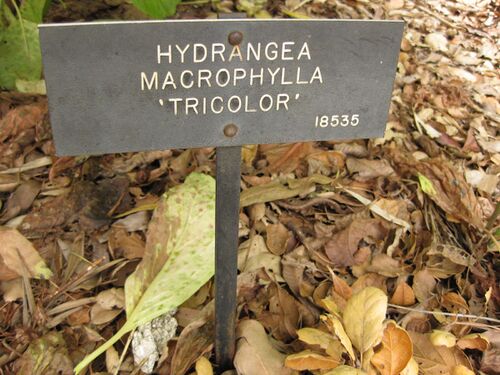 HYDRANGEA
MACROPHYLLA
'TRICOLOR'
18535